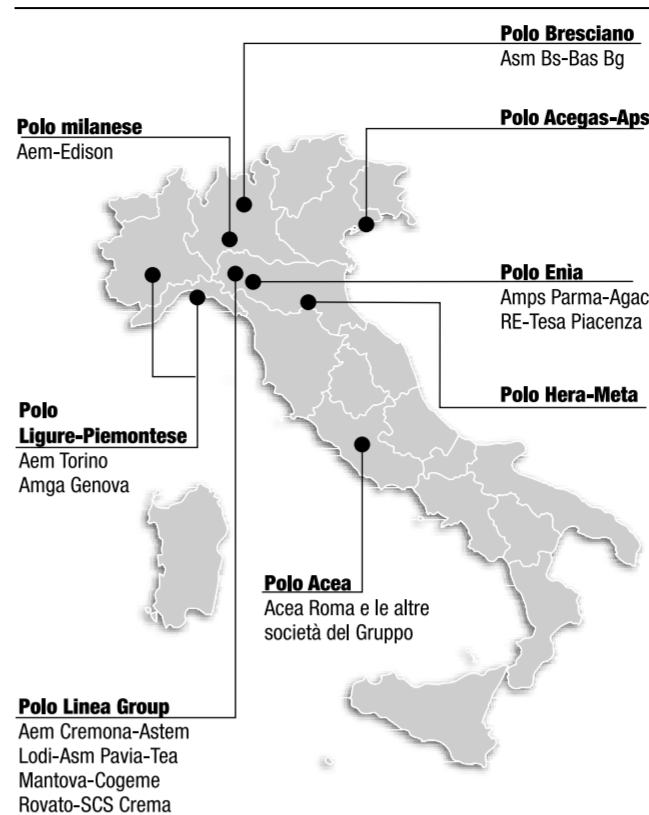 Polo Bresciano
Asm Bs-Bas Bg
Polo milanese
Aem-Edison
Polo Acegas-Aps
Polo Enìa
Amps Parma-Agac
RE-Tesa Piacenza
Polo Hera-Meta
Polo
Ligure-Piemontese
Aem Torino
Amga Genova
Polo Acea
Acea Roma e le altre
società del Gruppo
Polo Linea Group
Aem Cremona-Astem
Lodi-Asm Pavia-Tea
Mantova-Cogeme
Rovato-SCS Crema